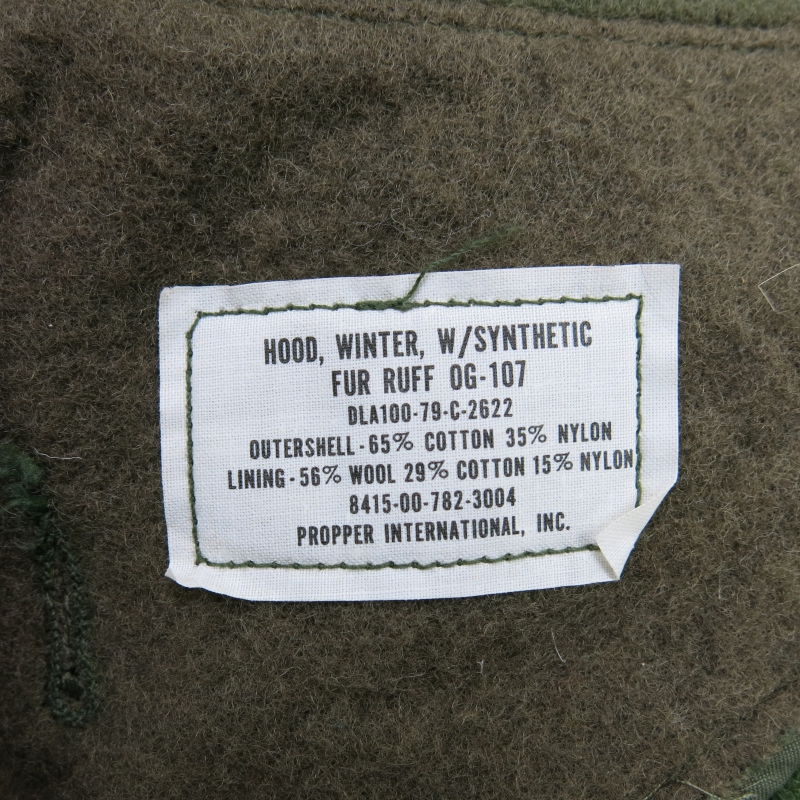 HOOD, WINTER, W/SYNTHETIC
FUR RUFF OG-107
DLA100-79-C-2622
OUTERSHELL-65% COTTON 35% NYLON
LINING-56% WOOL 29% COTTON 15% NYLON
8415-00-782-3004
PROPPER INTERNATIONAL, INC.